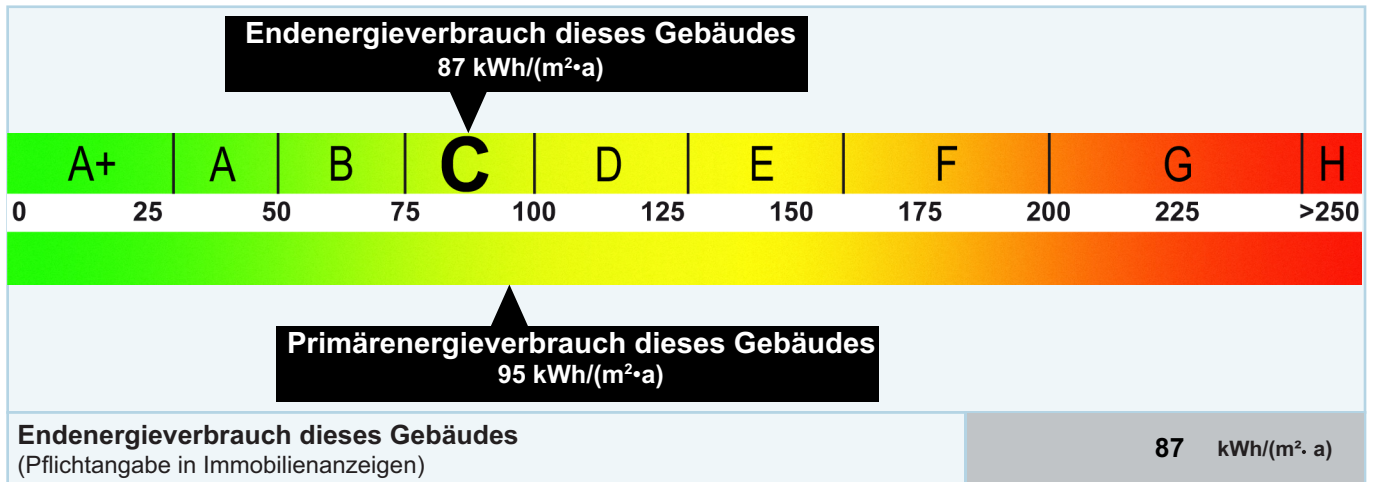 Endenergieverbrauch dieses Gebäudes
87 kWh/(m²•a)
A+ A B C D E F G H
0 25 50 75 100 125 150 175 200 225 >250
Primärenergieverbrauch dieses Gebäudes
95 kWh/(m²•a)
Endenergieverbrauch dieses Gebäudes
(Pflichtangabe in Immobilienanzeigen)
87 kWh/(m²· a)